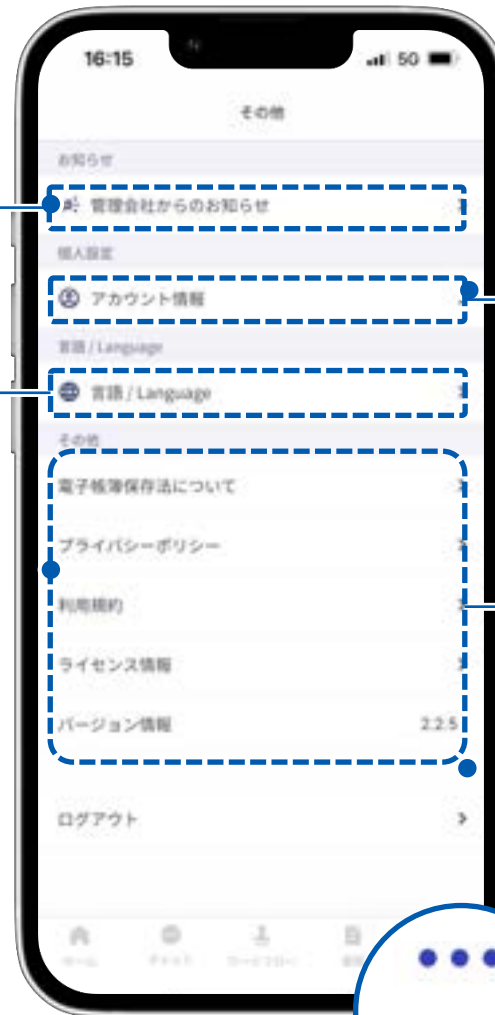 16:15
5G
その他
お知らせ
管理会社からのお知らせ
個人設定
アカウント情報
言語 / Language
言語 / Language
その他
電子帳簿保存法について
プライバシーポリシー
利用規約
ライセンス情報
バージョン情報 2.2.5
ログアウト
ホーム